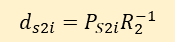 d_{s2i} = P_{S2i}R_2^{-1}